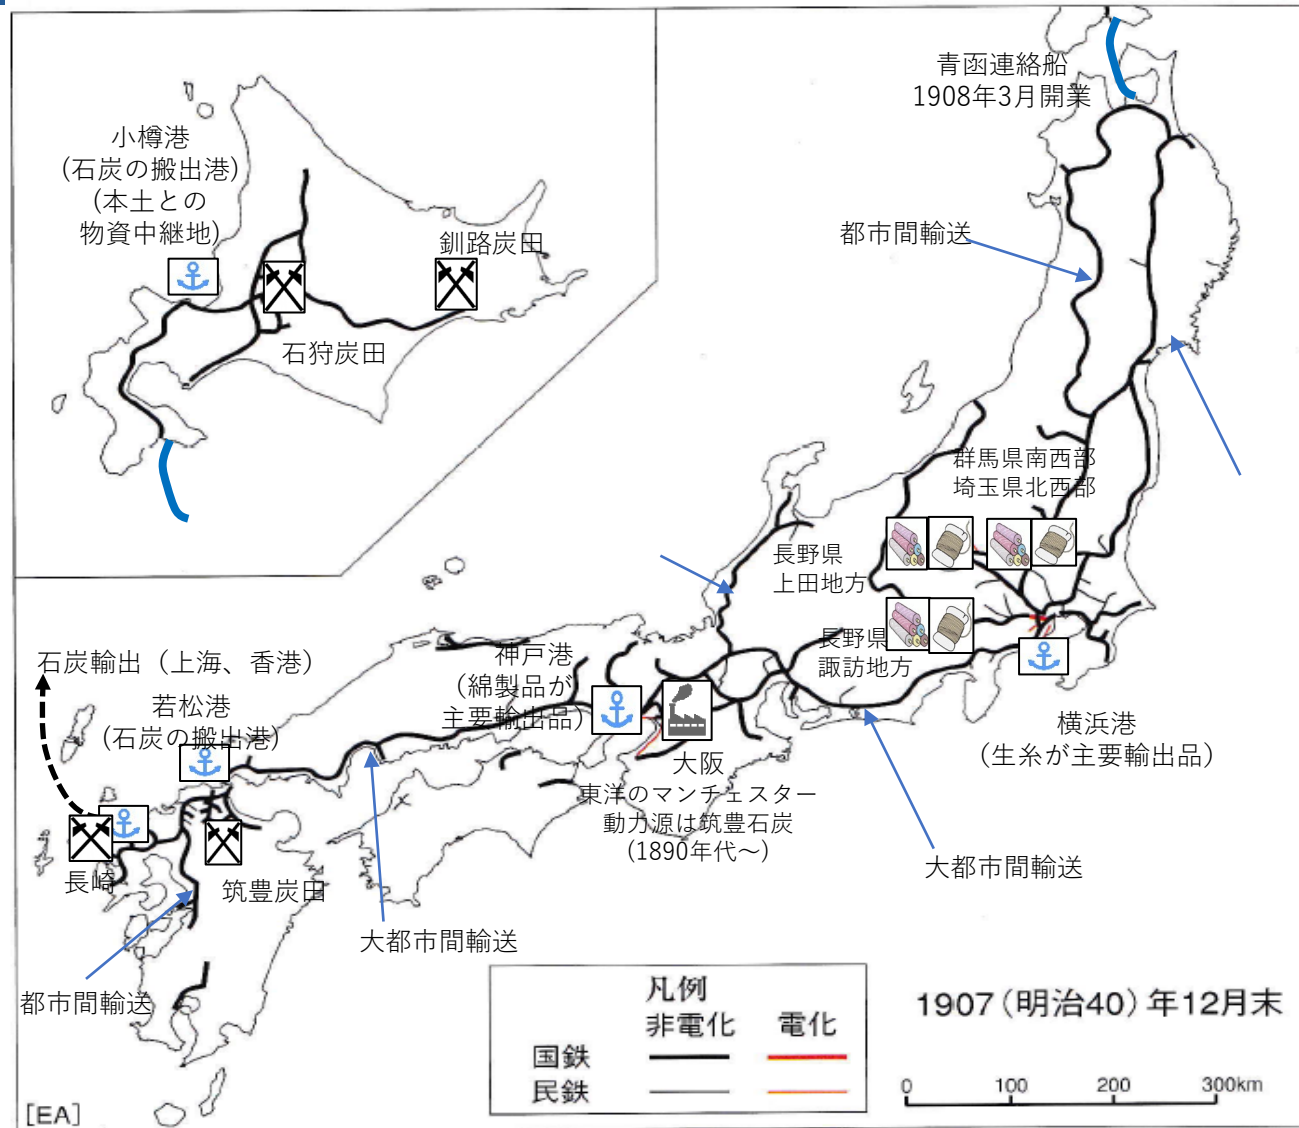 青函連絡船
1908年3月開業
小樽港
(石炭の搬出港)
(本土との
物資中継地)
釧路炭田
石狩炭田
都市間輸送
群馬県南西部
埼玉県北西部
長野県
上田地方
長野県
諏訪地方
石炭輸出（上海、香港）
若松港
(石炭の搬出港)
神戸港
(綿製品が
主要輸出品)
横浜港
(生糸が主要輸出品)
大阪
東洋のマンチェスター
動力源は筑豊石炭
(1890年代～)
長崎
筑豊炭田
大都市間輸送
大都市間輸送
都市間輸送
凡例
非電化 電化
国鉄
民鉄
1907(明治40)年12月末
0 100 200 300km
[EA]